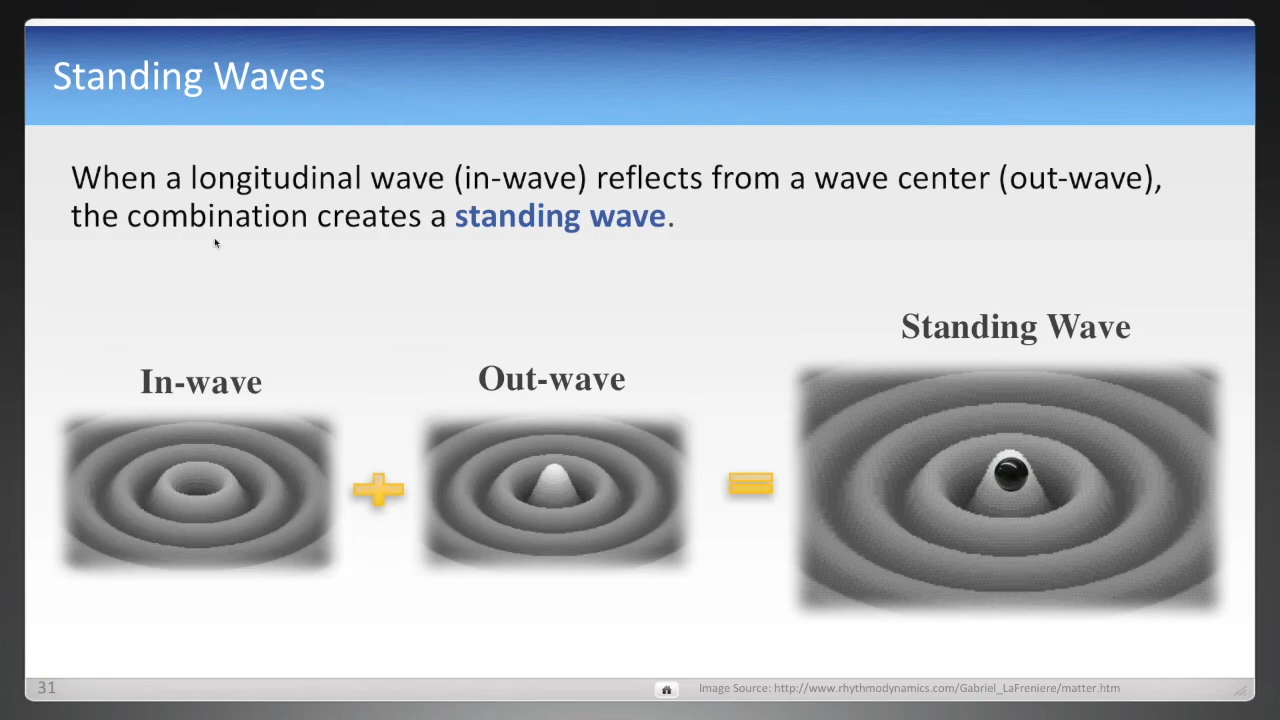 Standing Waves
When a longitudinal wave (in-wave) reflects from a wave center (out-wave),
the combination creates a standing wave.
Standing Wave
In-wave
Out-wave
31
Image Source: http://www.rhythmodynamics.com/Gabriel_LaFreniere/matter.htm